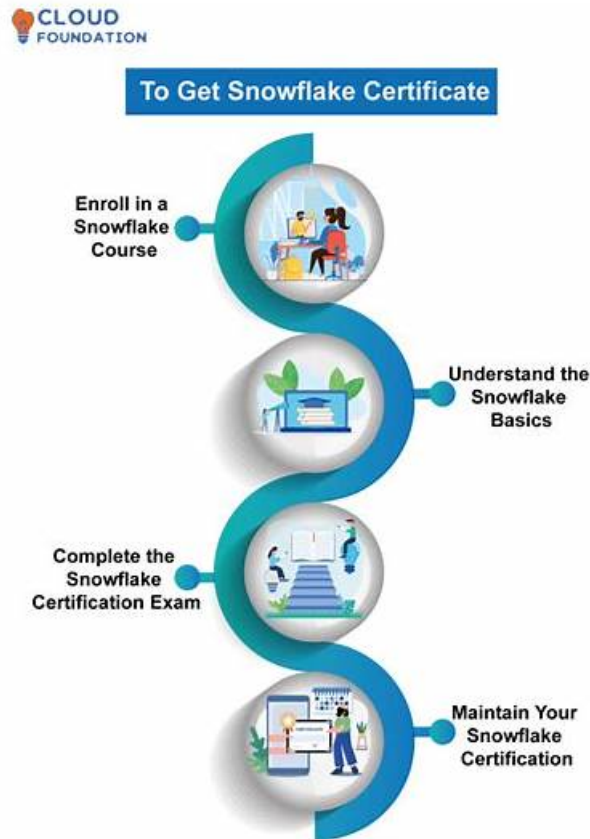 CLOUD
FOUNDATION
To Get Snowflake Certificate
Enroll in a
Snowflake
Course
Understand the
Snowflake
Basics
Complete the
Snowflake
Certification Exam
Maintain Your
Snowflake
Certification